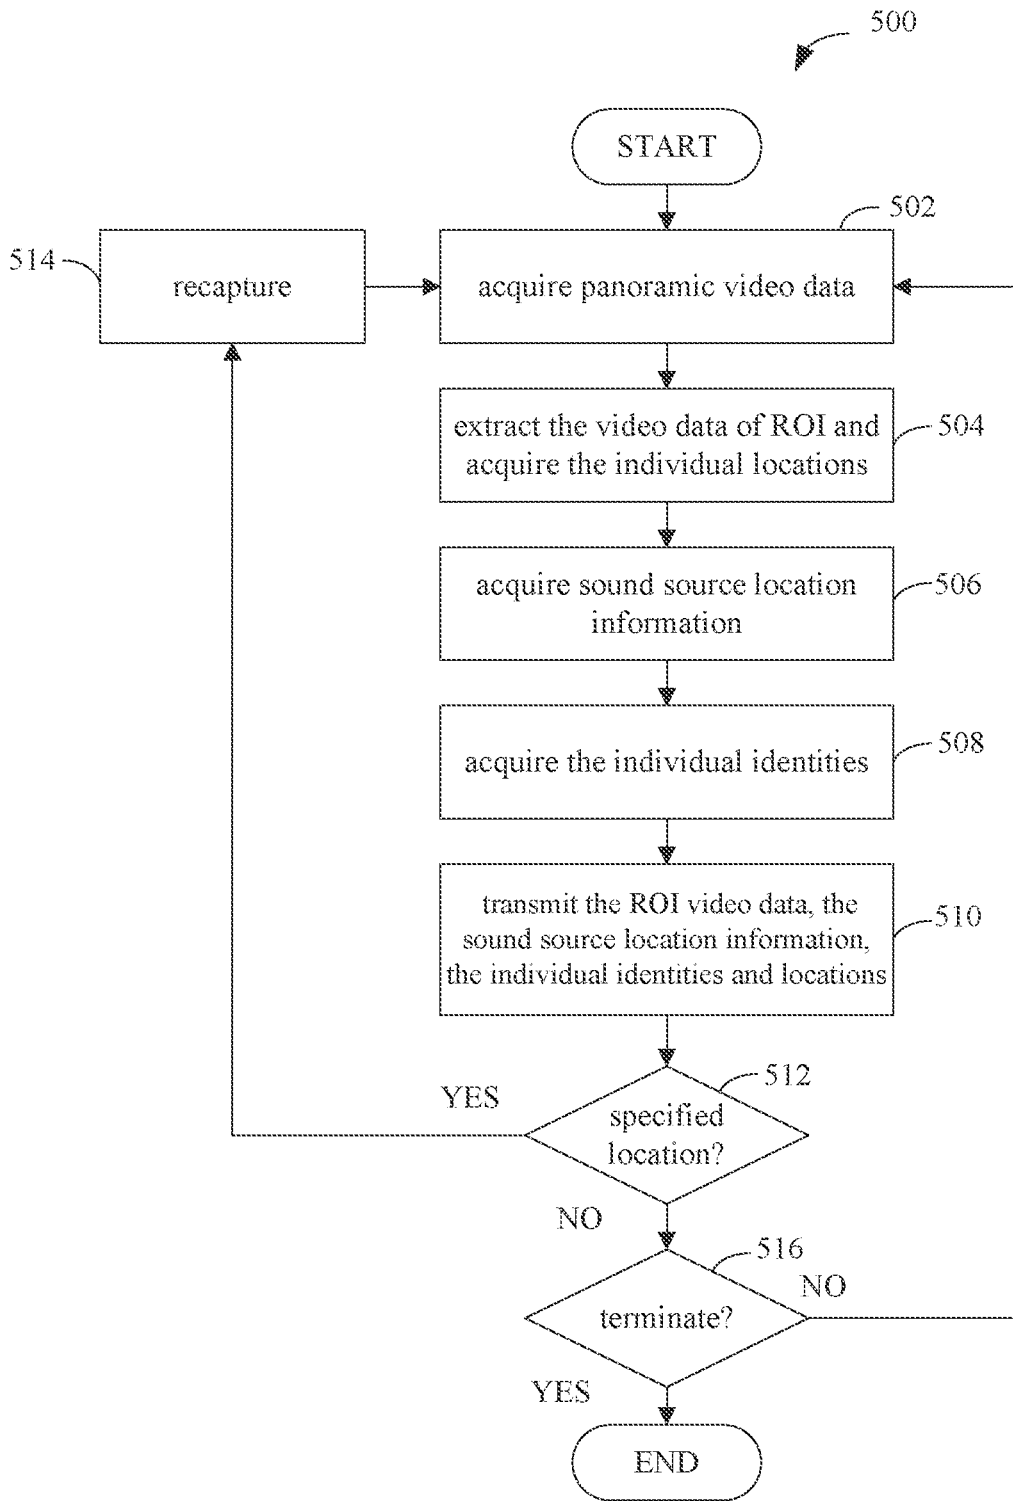 500
START
502
514
recapture
acquire panoramic video data
extract the video data of ROI and
acquire the individual locations
504
acquire sound source location
information
506
acquire the individual identities
508
transmit the ROI video data, the
sound source location information,
the individual identities and locations
510
512
YES
specified
location?
NO
516
terminate?
NO
YES
END